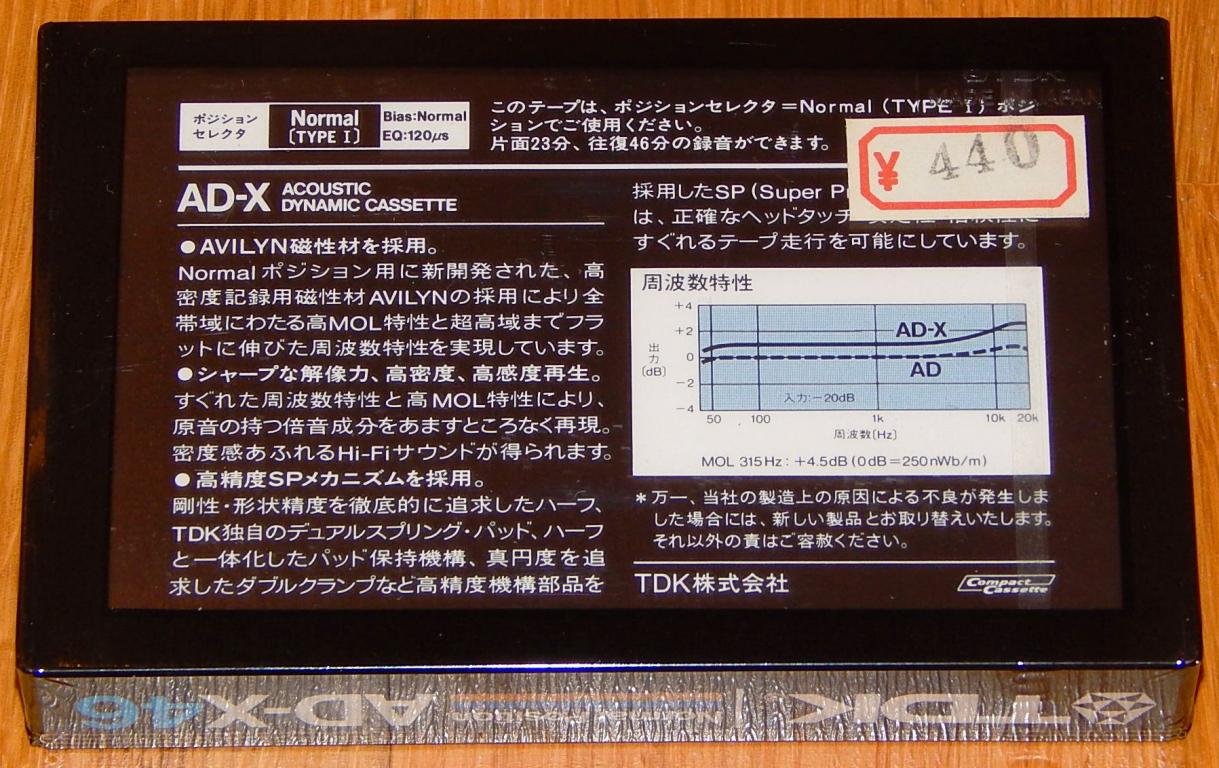 ポジション
セレクタ
Normal
(TYPE I)
Bias:Normal
EQ:120μs
このテープは、ポジションセレクタ=Normal (TYPE I) ポジ
ションでご使用ください。
片面23分、往復46分の録音ができます。
¥ 440
AD-X ACOUSTIC
DYNAMIC CASSETTE
●AVILYN磁性材を採用。
Normalポジション用に新開発された、高
密度記録用磁性材AVILYNの採用により全
帯域にわたる高MOL特性と超高域までフラ
ットに伸びた周波数特性を実現しています。
●シャープな解像力、高密度、高感度再生。
すぐれた周波数特性と高MOL特性により、
原音の持つ倍音成分をあますところなく再現。
密度感あふれるHi-Fiサウンドが得られます。
●高精度SPメカニズムを採用。
剛性・形状精度を徹底的に追求したハーフ、
TDK独自のデュアルスプリング・パッド、ハーフ
と一体化したパッド保持機構、真円度を追
求したダブルクランプなど高精度機構部品を
採用したSP (Super
は、正確なヘッドタッチ
すぐれるテープ走行を可能にしています。
周波数特性
+4
+2
0
-2
-4
出力
(dB)
AD-X
AD
入力:-20dB
50 100 1k 10k 20k
周波数(Hz)
MOL 315Hz: +4.5dB (0dB=250nWb/m)
*万一、当社の製造上の原因による不良が発生しま
した場合には、新しい製品とお取り替えいたします。
それ以外の責はご容赦ください。
TDK株式会社
Compact
Cassette
TDK
AD-X46